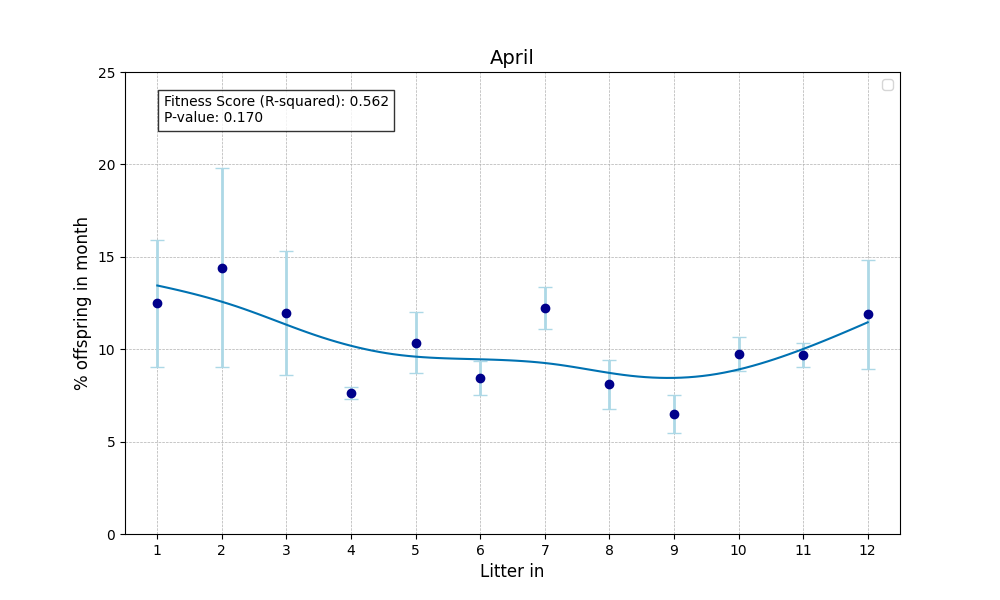 April
25
Fitness Score (R-squared): 0.562
P-value: 0.170
20
15
10
5
0
% offspring in month
1 2 3 4 5 6 7 8 9 10 11 12
Litter in